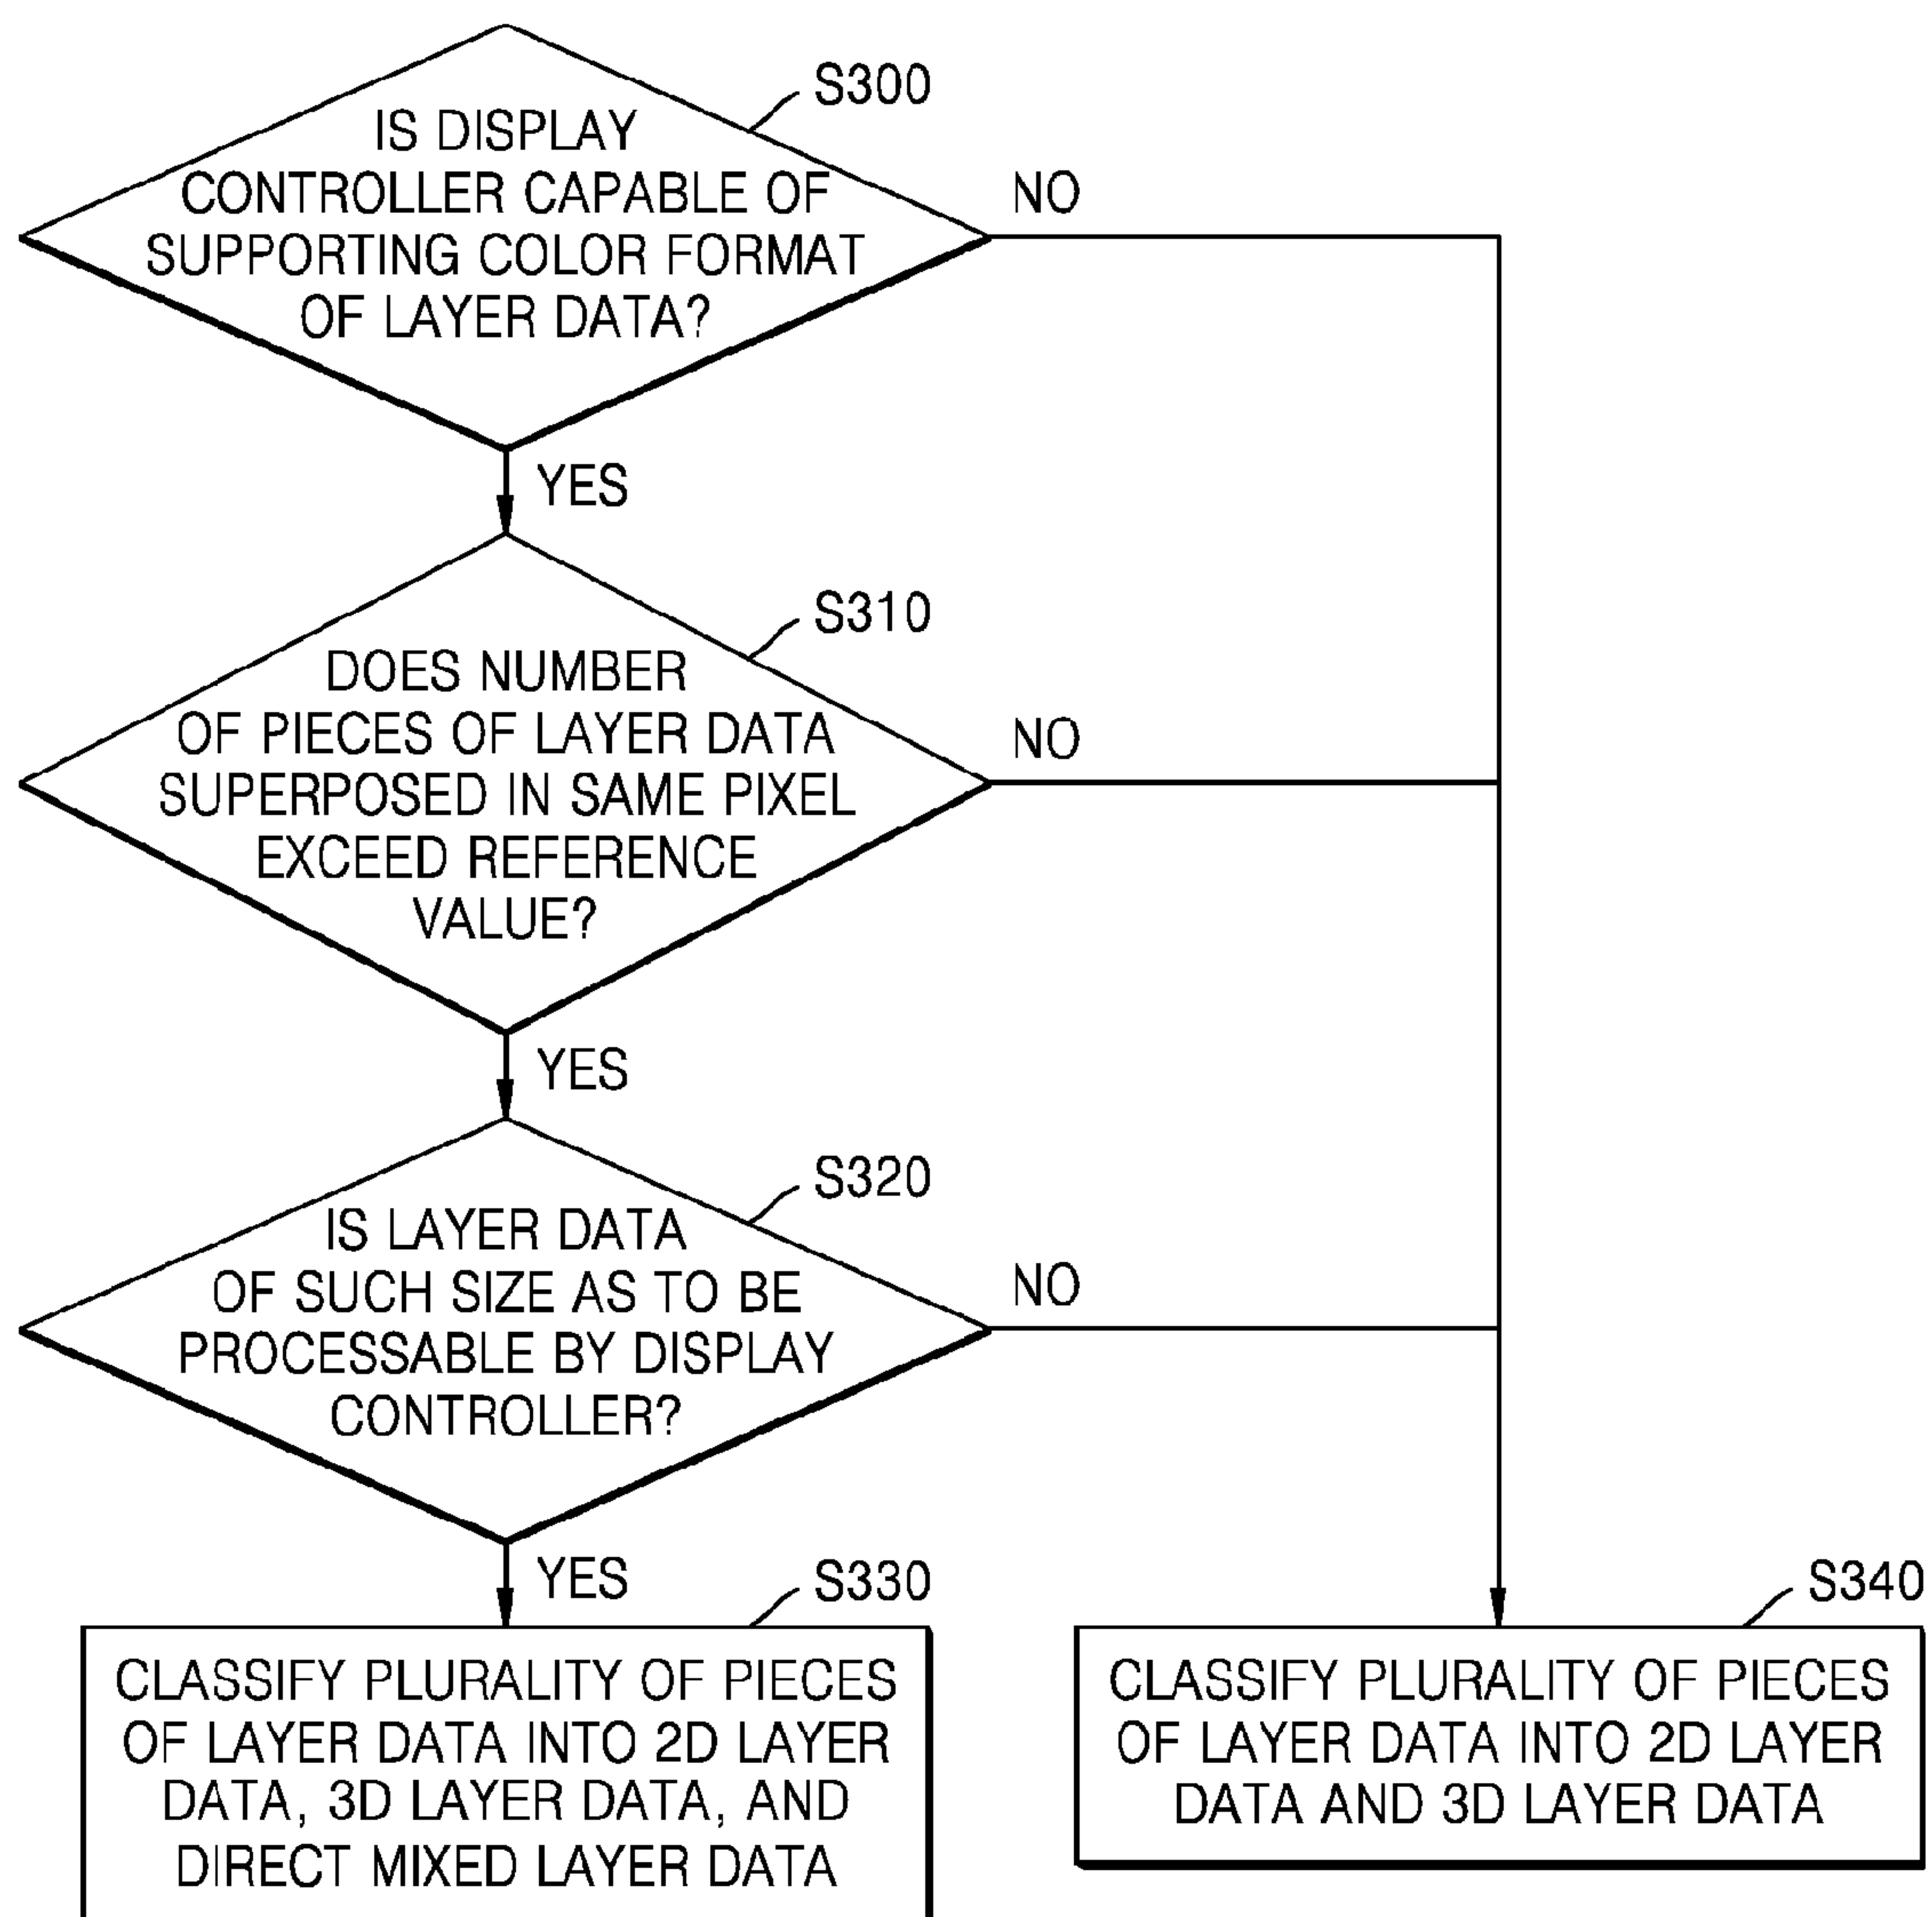 S300
IS DISPLAY
CONTROLLER CAPABLE OF
SUPPORTING COLOR FORMAT
OF LAYER DATA?
NO
YES
S310
DOES NUMBER
OF PIECES OF LAYER DATA
SUPERPOSED IN SAME PIXEL
EXCEED REFERENCE
VALUE?
NO
YES
S320
IS LAYER DATA
OF SUCH SIZE AS TO BE
PROCESSABLE BY DISPLAY
CONTROLLER?
NO
YES
S330
CLASSIFY PLURALITY OF PIECES
OF LAYER DATA INTO 2D LAYER
DATA, 3D LAYER DATA, AND
DIRECT MIXED LAYER DATA
S340
CLASSIFY PLURALITY OF PIECES
OF LAYER DATA INTO 2D LAYER
DATA AND 3D LAYER DATA